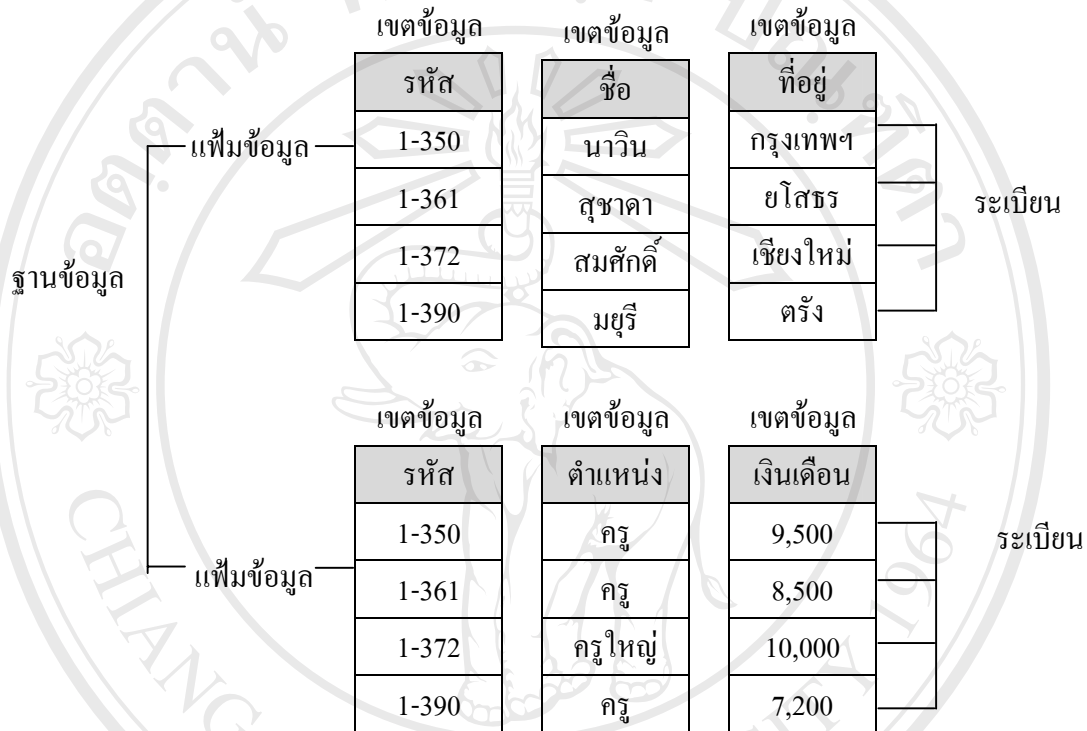 เขตข้อมูล เขตข้อมูล เขตข้อมูล
รหัส ชื่อ ที่อยู่
แฟ้มข้อมูล 1-350 นาวิน กรุงเทพฯ
1-361 สุชาดา ยโสธร ระเบียน
1-372 สมศักดิ์ เชียงใหม่
ฐานข้อมูล
1-390 มยุรี ตรัง
เขตข้อมูล เขตข้อมูล เขตข้อมูล
รหัส ตำแหน่ง เงินเดือน
1-350 ครู 9,500 ระเบียน
แฟ้มข้อมูล 1-361 ครู 8,500
1-372 ครูใหญ่ 10,000
1-390 ครู 7,200